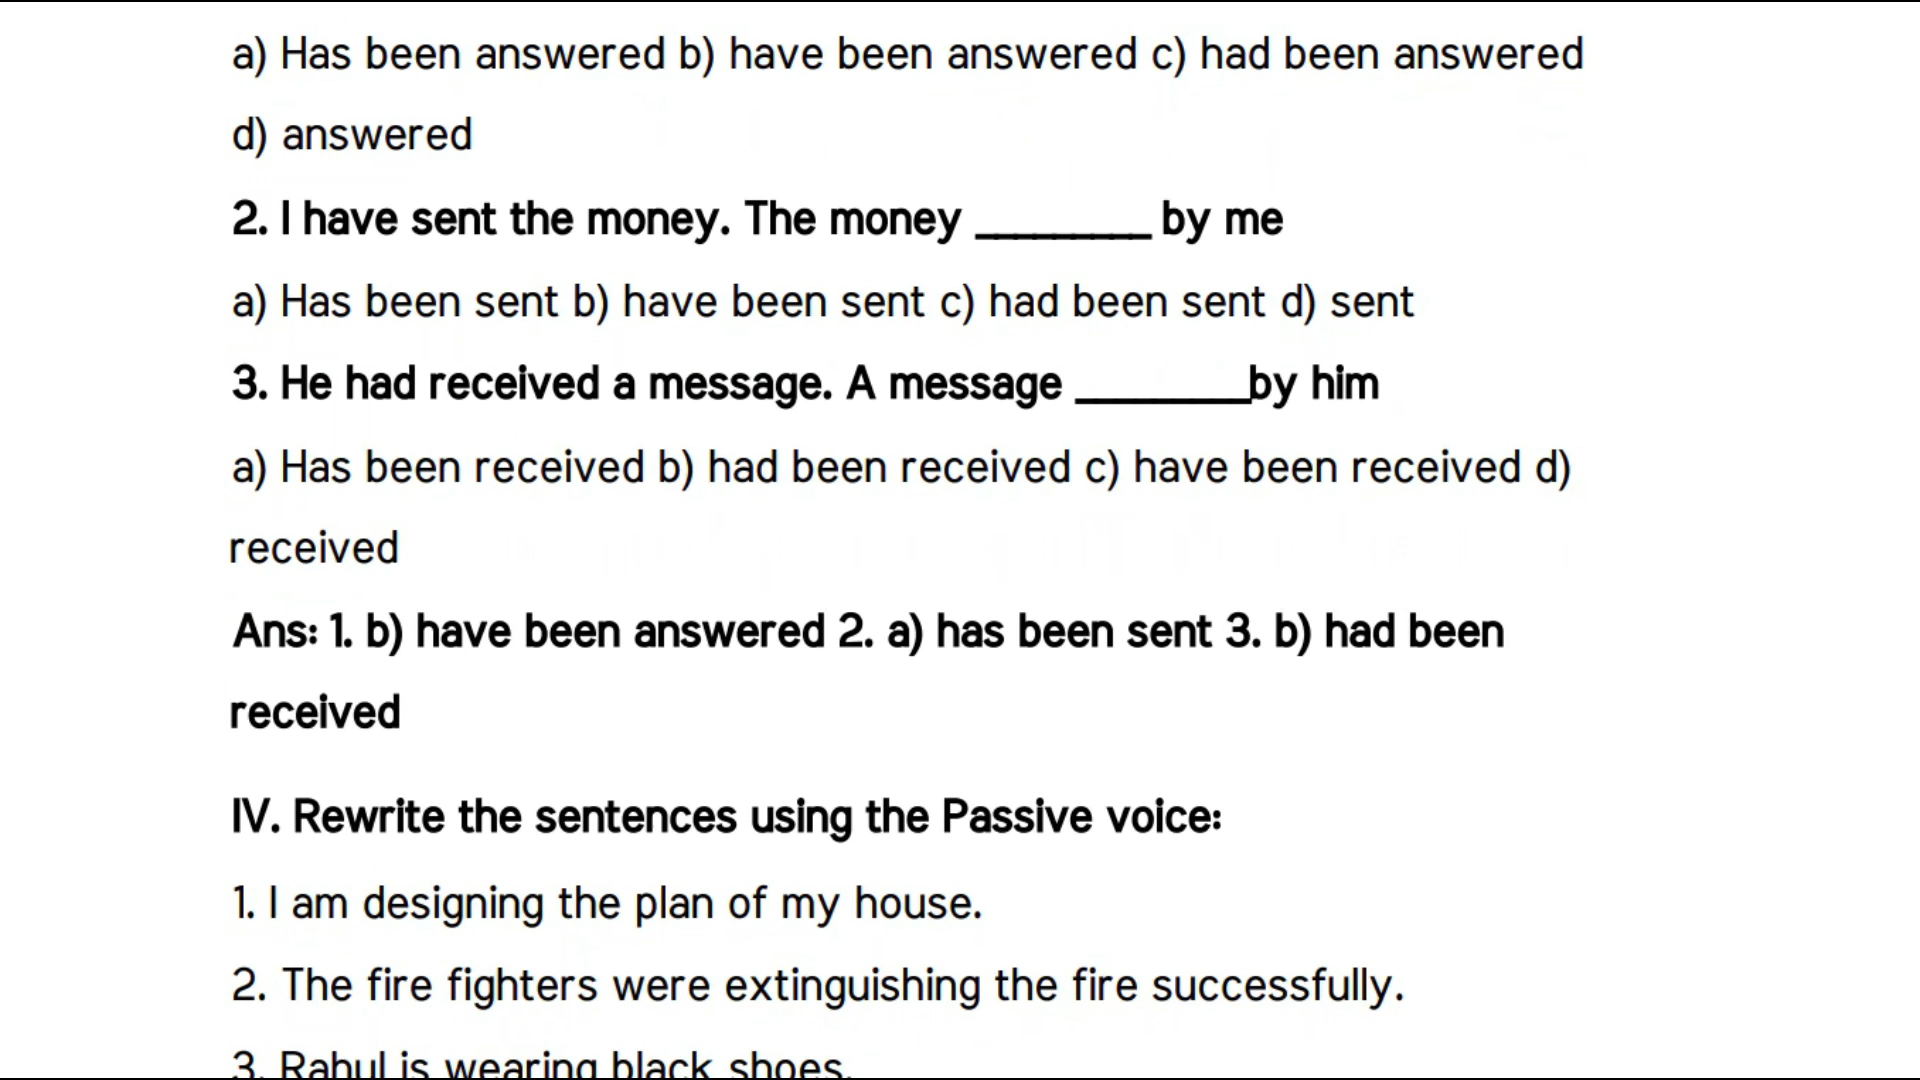 a) Has been answered b) have been answered c) had been answered
d) answered
2. I have sent the money. The money _________ by me
a) Has been sent b) have been sent c) had been sent d) sent
3. He had received a message. A message _________by him
a) Has been received b) had been received c) have been received d)
received
Ans: 1. b) have been answered 2. a) has been sent 3. b) had been
received
IV. Rewrite the sentences using the Passive voice:
1. I am designing the plan of my house.
2. The fire fighters were extinguishing the fire successfully.
3. Rahul is wearing black shoes.